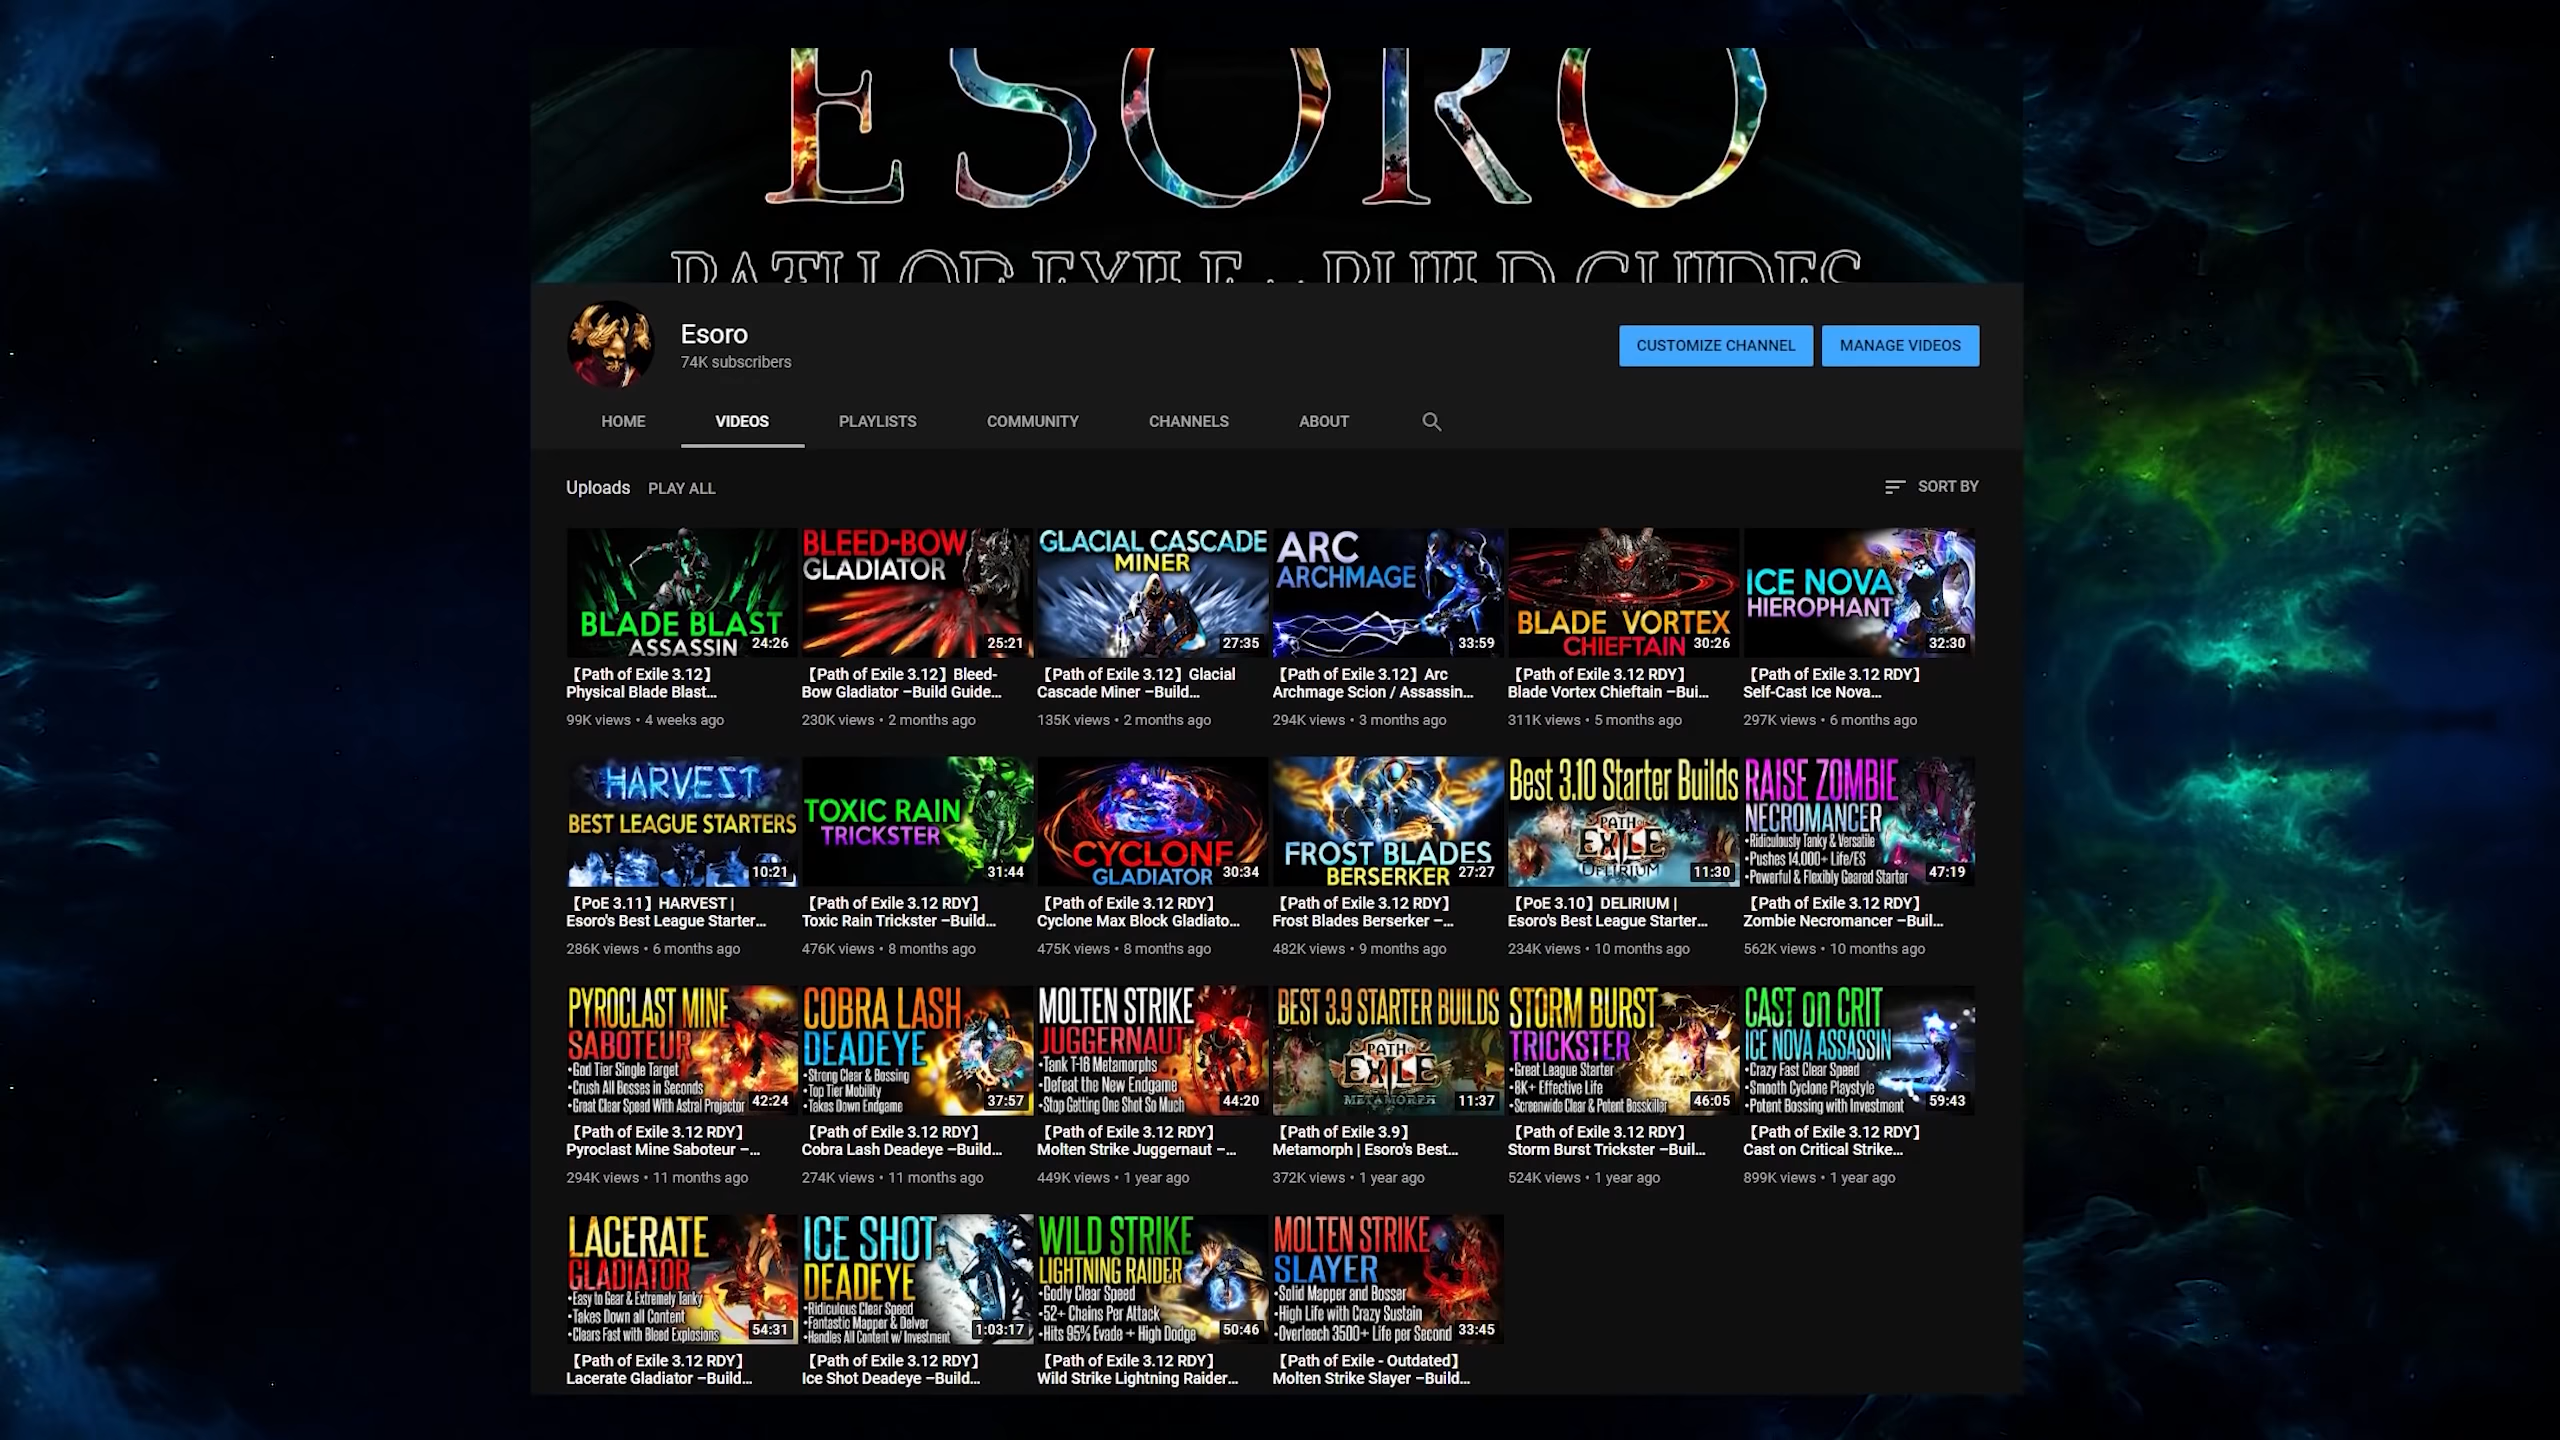 ESORO
PATH OF EXILE -- BUILD GUIDES
Esoro
74K subscribers
CUSTOMIZE CHANNEL
MANAGE VIDEOS
HOME
VIDEOS
PLAYLISTS
COMMUNITY
CHANNELS
ABOUT
Uploads
PLAY ALL
SORT BY
BLADE BLAST
ASSASSIN
24:26
【Path of Exile 3.12】
Physical Blade Blast...
99K views • 4 weeks ago
BLEED-BOW
GLADIATOR
25:21
【Path of Exile 3.12】Bleed-
Bow Gladiator –Build Guide...
230K views • 2 months ago
GLACIAL CASCADE
MINER
27:35
【Path of Exile 3.12】Glacial
Cascade Miner –Build...
135K views • 2 months ago
ARC
ARCHMAGE
33:59
【Path of Exile 3.12】Arc
Archmage Scion / Assassin...
294K views • 3 months ago
BLADE VORTEX
CHIEFTAIN
30:26
【Path of Exile 3.12 RDY】
Blade Vortex Chieftain –Bui...
311K views • 5 months ago
ICE NOVA
HIEROPHANT
32:30
【Path of Exile 3.12 RDY】
Self-Cast Ice Nova...
297K views • 6 months ago
HARVEST
BEST LEAGUE STARTERS
10:21
【PoE 3.11】HARVEST |
Esoro's Best League Starter...
286K views • 6 months ago
TOXIC RAIN
TRICKSTER
31:44
【Path of Exile 3.12 RDY】
Toxic Rain Trickster –Build...
476K views • 8 months ago
CYCLONE
GLADIATOR
30:34
【Path of Exile 3.12 RDY】
Cyclone Max Block Gladiato...
475K views • 8 months ago
FROST BLADES
BERSERKER
27:27
【Path of Exile 3.12 RDY】
Frost Blades Berserker –...
482K views • 9 months ago
Best 3.10 Starter Builds
PATH OF
EXILE
DELIRIUM
11:30
【PoE 3.10】DELIRIUM |
Esoro's Best League Starter...
234K views • 10 months ago
RAISE ZOMBIE
NECROMANCER
•Ridiculously Tanky & Versatile
•Pushes 14,000+ Life/ES
•Powerful & Flexibly Geared Starter
47:19
【Path of Exile 3.12 RDY】
Zombie Necromancer –Buil...
562K views • 10 months ago
PYROCLAST MINE
SABOTEUR
•God Tier Single Target
•Crush All Bosses in Seconds
•Great Clear Speed With Astral Projector
42:24
【Path of Exile 3.12 RDY】
Pyroclast Mine Saboteur –...
294K views • 11 months ago
COBRA LASH
DEADEYE
•Strong Clear & Bossing
•Top Tier Mobility
•Takes Down Endgame
37:57
【Path of Exile 3.12 RDY】
Cobra Lash Deadeye –Build...
274K views • 11 months ago
MOLTEN STRIKE
JUGGERNAUT
•Tank T-16 Metamorphs
•Defeat the New Endgame
•Stop Getting One Shot So Much
44:20
【Path of Exile 3.12 RDY】
Molten Strike Juggernaut –...
449K views • 1 year ago
BEST 3.9 STARTER BUILDS
PATH OF
EXILE
METAMORPH
11:37
【Path of Exile 3.9】
Metamorph | Esoro's Best...
372K views • 1 year ago
STORM BURST
TRICKSTER
•Great League Starter
•8K+ Effective Life
•Screenwide Clear & Potent Bosskiller
46:05
【Path of Exile 3.12 RDY】
Storm Burst Trickster –Buil...
524K views • 1 year ago
CAST on CRIT
ICE NOVA ASSASSIN
•Crazy Fast Clear Speed
•Smooth Cyclone Playstyle
•Potent Bossing with Investment
59:43
【Path of Exile 3.12 RDY】
Cast on Critical Strike...
899K views • 1 year ago
LACERATE
GLADIATOR
•Easy to Gear & Extremely Tanky
•Takes Down all Content
•Clears Fast with Bleed Explosions
54:31
【Path of Exile 3.12 RDY】
Lacerate Gladiator –Build...
ICE SHOT
DEADEYE
•Ridiculous Clear Speed
•Fantastic Mapper & Delver
•Handles All Content w/ Investment
1:03:17
【Path of Exile 3.12 RDY】
Ice Shot Deadeye –Build...
WILD STRIKE
LIGHTNING RAIDER
•Godly Clear Speed
•52+ Chains Per Attack
•Hits 95% Evade + High Dodge
50:46
【Path of Exile 3.12 RDY】
Wild Strike Lightning Raider...
MOLTEN STRIKE
SLAYER
•Solid Mapper and Bosser
•High Life with Crazy Sustain
•Overleech 3500+ Life per Second
33:45
【Path of Exile - Outdated】
Molten Strike Slayer –Build...